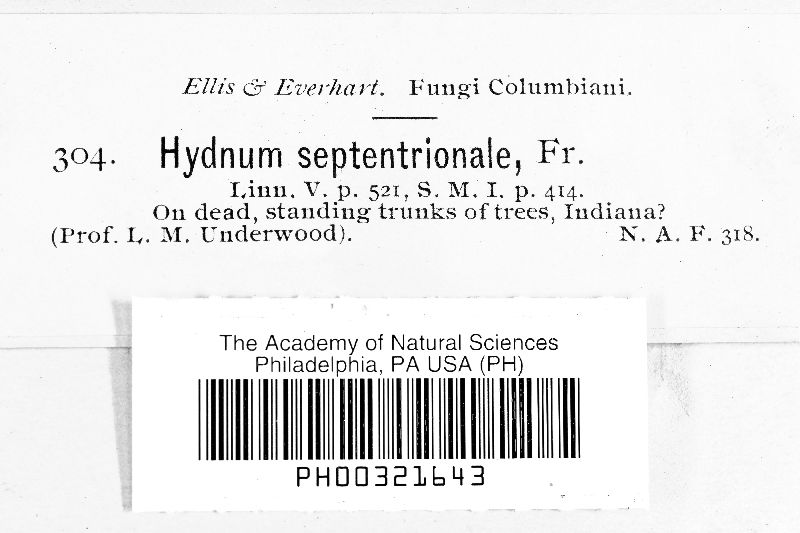 Ellis & Everhart. Fungi Columbiani.
304. Hydnum septentrionale, Fr.
Linn. V. p. 521, S. M. I. p. 414.
On dead, standing trunks of trees, Indiana?
(Prof. L. M. Underwood). N. A. F. 318.
The Academy of Natural Sciences
Philadelphia, PA USA (PH)
PH00321643